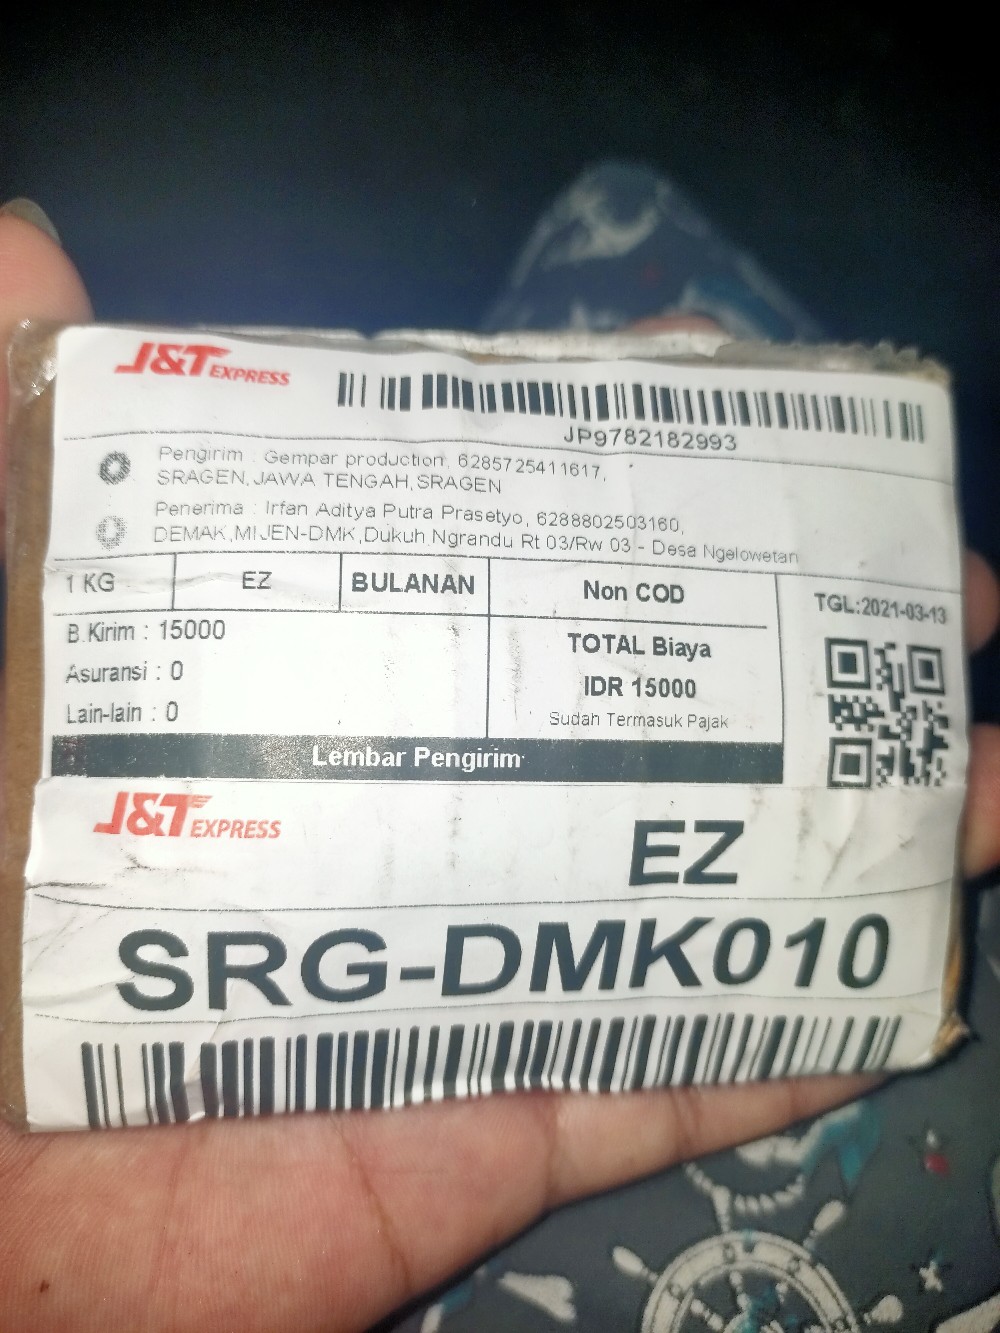 J&T EXPRESS
JP9782182993
Pengirim : Gempar production, 6285725411617,
SRAGEN,JAWA TENGAH,SRAGEN
Penerima : Irfan Aditya Putra Prasetyo, 6288802503160,
DEMAK,MIJEN-DMK,Dukuh Ngrandu Rt 03/Rw 03 - Desa Ngelowetan
1 KG EZ BULANAN Non COD TGL:2021-03-13
B.Kirim : 15000
Asuransi : 0
Lain-lain : 0
TOTAL Biaya
IDR 15000
Sudah Termasuk Pajak
Lembar Pengirim
J&T EXPRESS
EZ
SRG-DMK010